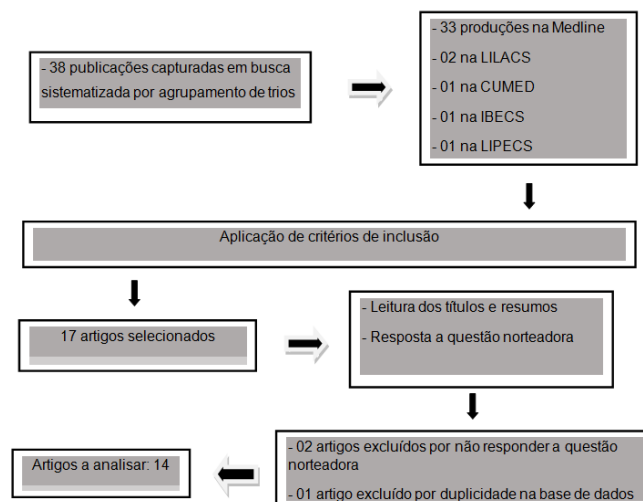 - 38 publicações capturadas em busca
sistematizada por agrupamento de trios
- 33 produções na Medline
- 02 na LILACS
- 01 na CUMED
- 01 na IBECS
- 01 na LIPECS
Aplicação de critérios de inclusão
17 artigos selecionados
- Leitura dos títulos e resumos
- Resposta a questão norteadora
- 02 artigos excluídos por não responder a questão
norteadora
- 01 artigo excluído por duplicidade na base de dados
Artigos a analisar: 14